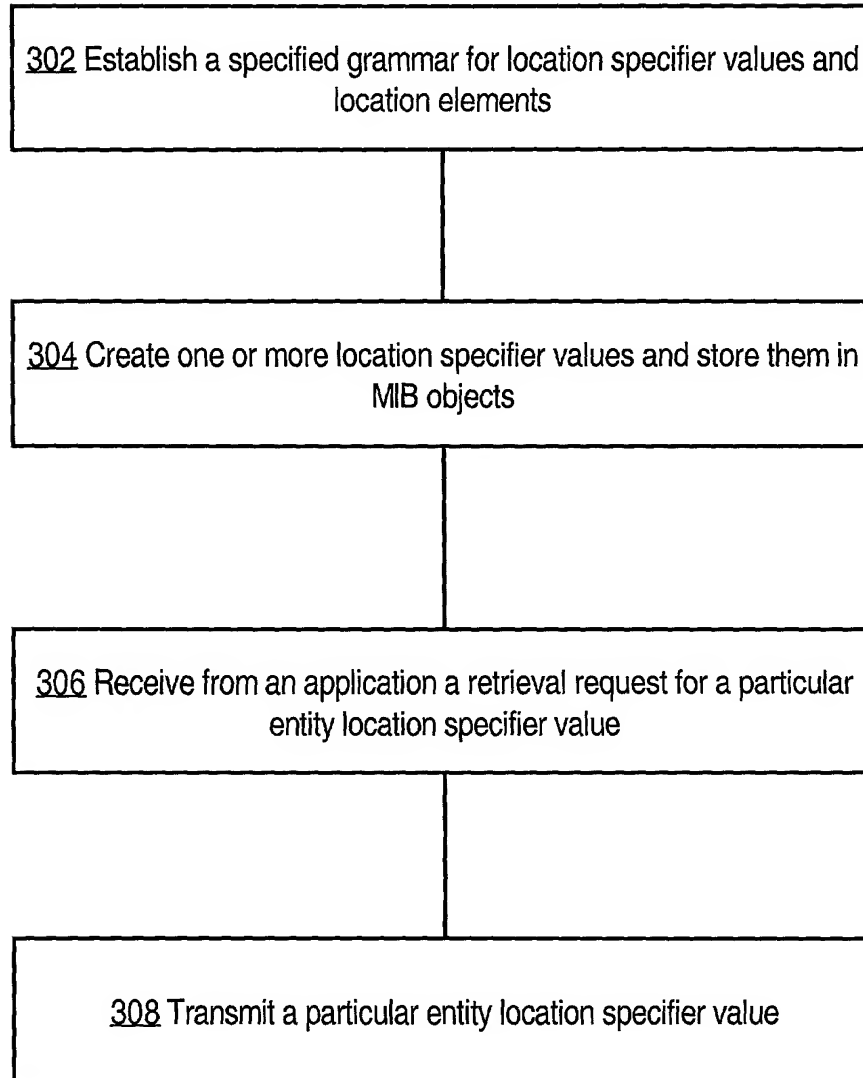 302 Establish a specified grammar for location specifier values and
location elements
304 Create one or more location specifier values and store them in
MIB objects
306 Receive from an application a retrieval request for a particular
entity location specifier value
308 Transmit a particular entity location specifier value